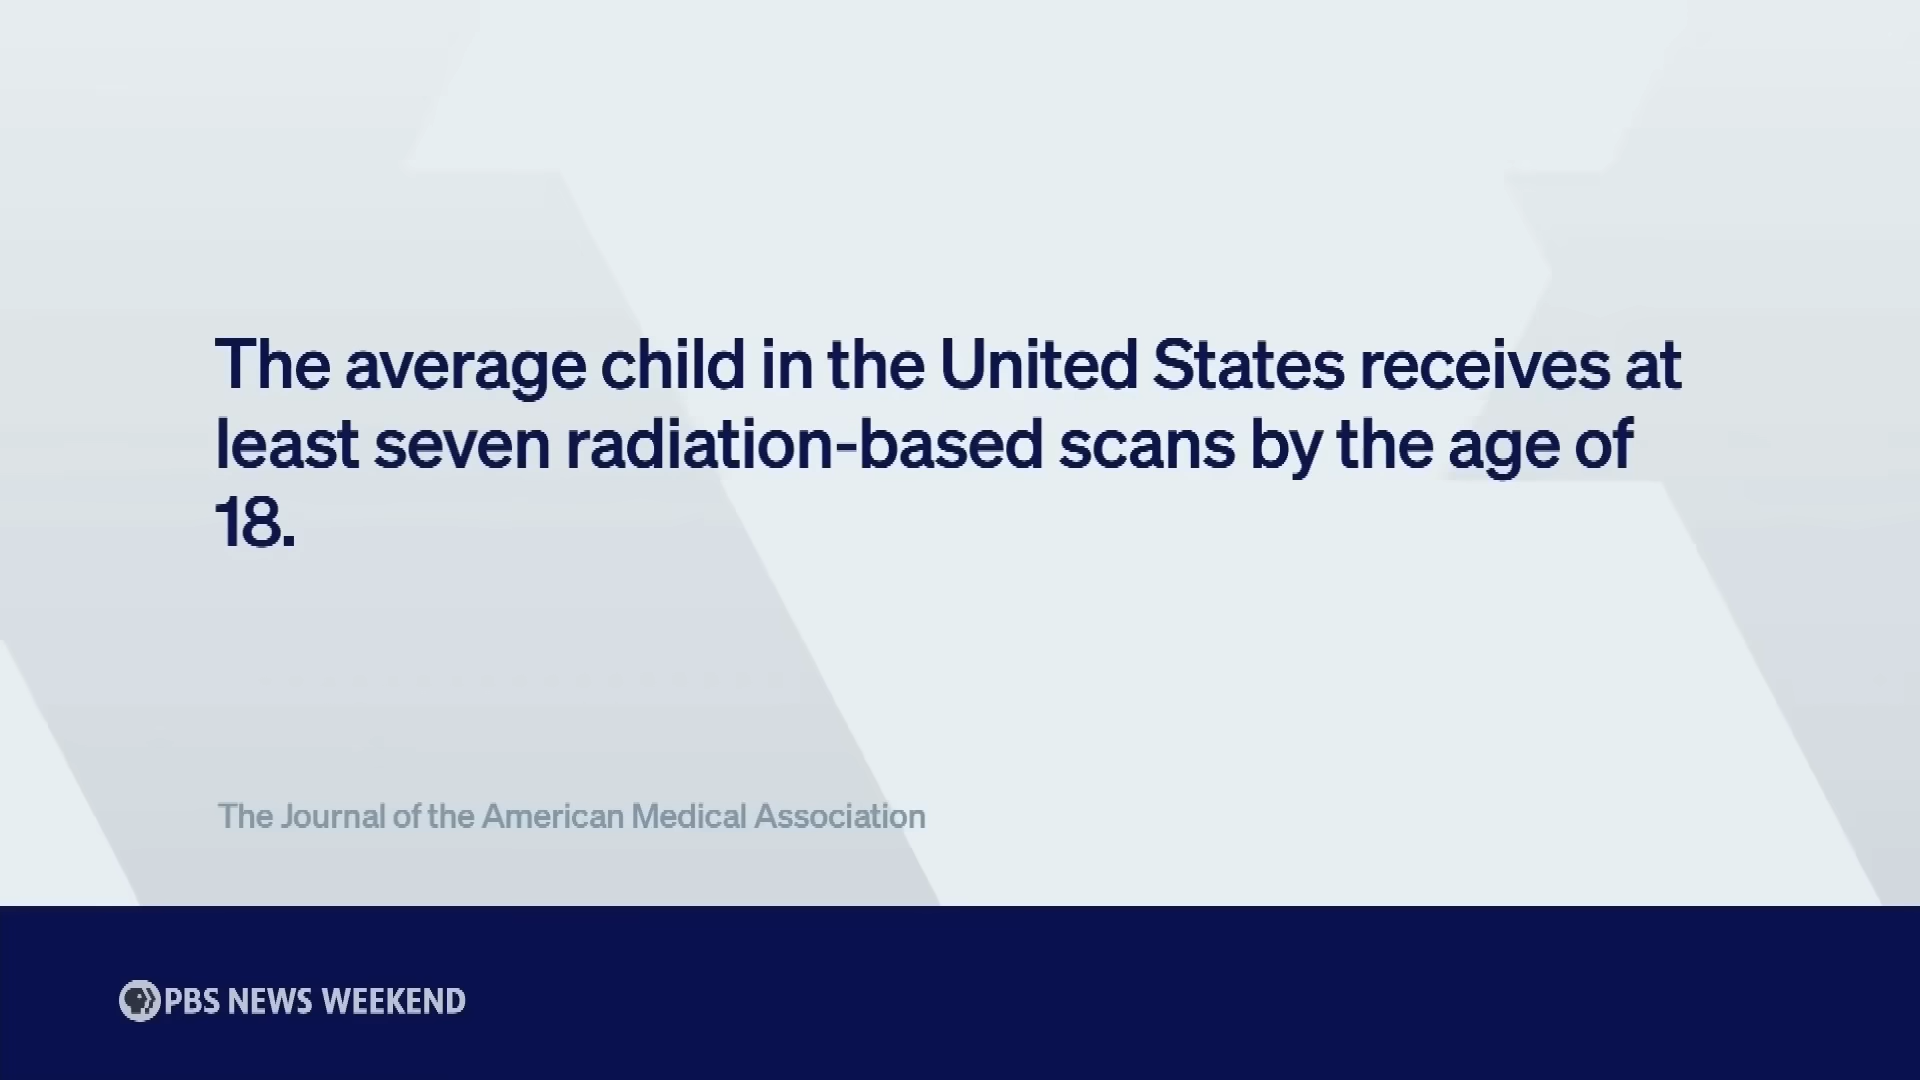 The average child in the United States receives at
least seven radiation-based scans by the age of
18.
The Journal of the American Medical Association
PBS NEWS WEEKEND